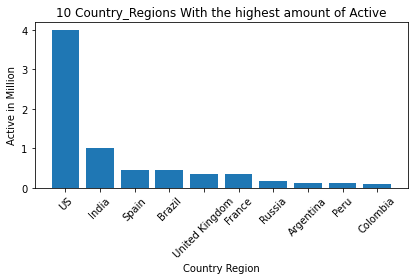 10 Country_Regions With the highest amount of Active
Active in Million
4
3
2
1
0
US
India
Spain
Brazil
United Kingdom
France
Russia
Argentina
Peru
Colombia
Country Region